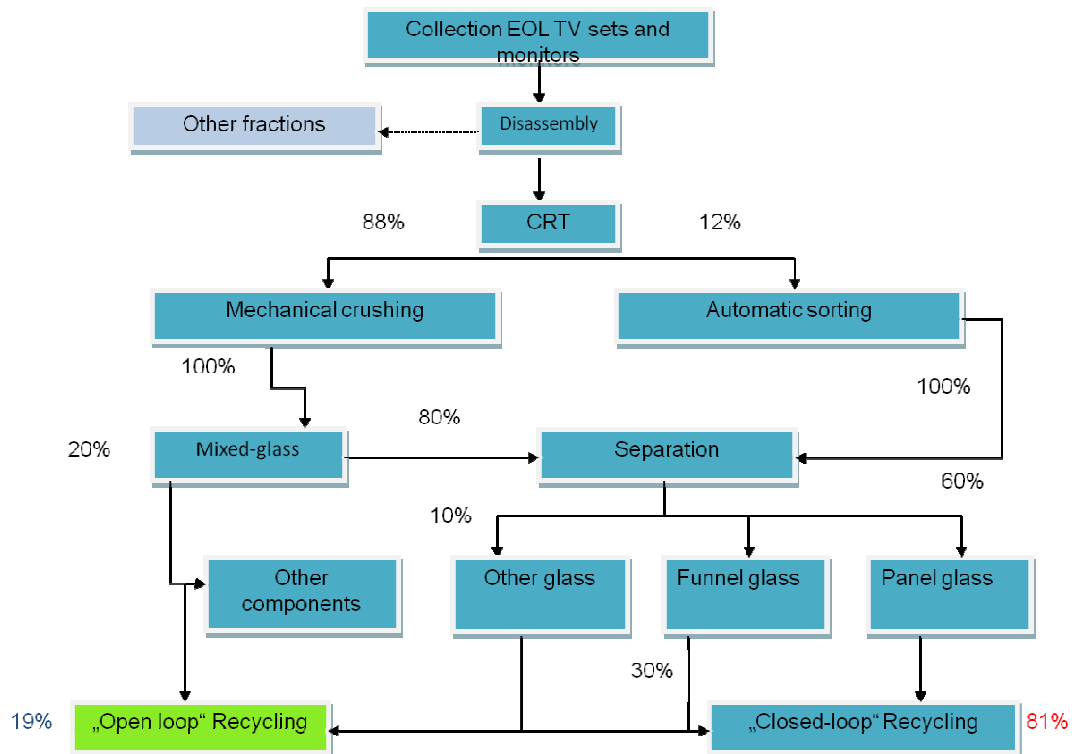 Collection EOL TV sets and
monitors
Other fractions
Disassembly
88%
CRT
12%
Mechanical crushing
Automatic sorting
100%
100%
80%
20%
Mixed-glass
Separation
60%
10%
Other
components
Other glass
Funnel glass
Panel glass
30%
19%
„Open loop“ Recycling
„Closed-loop“ Recycling
81%